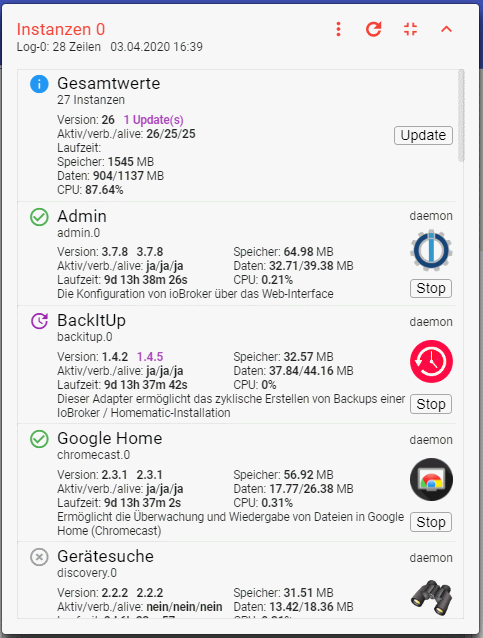 Instanzen 0
Log-0: 28 Zeilen 03.04.2020 16:39
Gesamtwerte
27 Instanzen
Version: 26 1 Update(s)
Aktiv/verb./alive: 26/25/25
Laufzeit:
Speicher: 1545 MB
Daten: 904/1137 MB
CPU: 87.64%
Update
Admin
daemon
admin.0
Version: 3.7.8 3.7.8 Speicher: 64.98 MB
Aktiv/verb./alive: ja/ja/ja Daten: 32.71/39.38 MB
Laufzeit: 9d 13h 38m 26s CPU: 0.21%
Die Konfiguration von ioBroker über das Web-Interface
Stop
BackItUp
daemon
backitup.0
Version: 1.4.2 1.4.5 Speicher: 32.57 MB
Aktiv/verb./alive: ja/ja/ja Daten: 37.84/44.16 MB
Laufzeit: 9d 13h 37m 42s CPU: 0%
Dieser Adapter ermöglicht das zyklische Erstellen von Backups einer
IoBroker / Homematic-Installation
Stop
Google Home
daemon
chromecast.0
Version: 2.3.1 2.3.1 Speicher: 56.92 MB
Aktiv/verb./alive: ja/ja/ja Daten: 17.77/26.38 MB
Laufzeit: 9d 13h 37m 2s CPU: 0.31%
Ermöglicht die Überwachung und Wiedergabe von Dateien in Google
Home (Chromecast)
Stop
Gerätesuche
daemon
discovery.0
Version: 2.2.2 2.2.2 Speicher: 31.51 MB
Aktiv/verb./alive: nein/nein/nein Daten: 13.42/18.36 MB